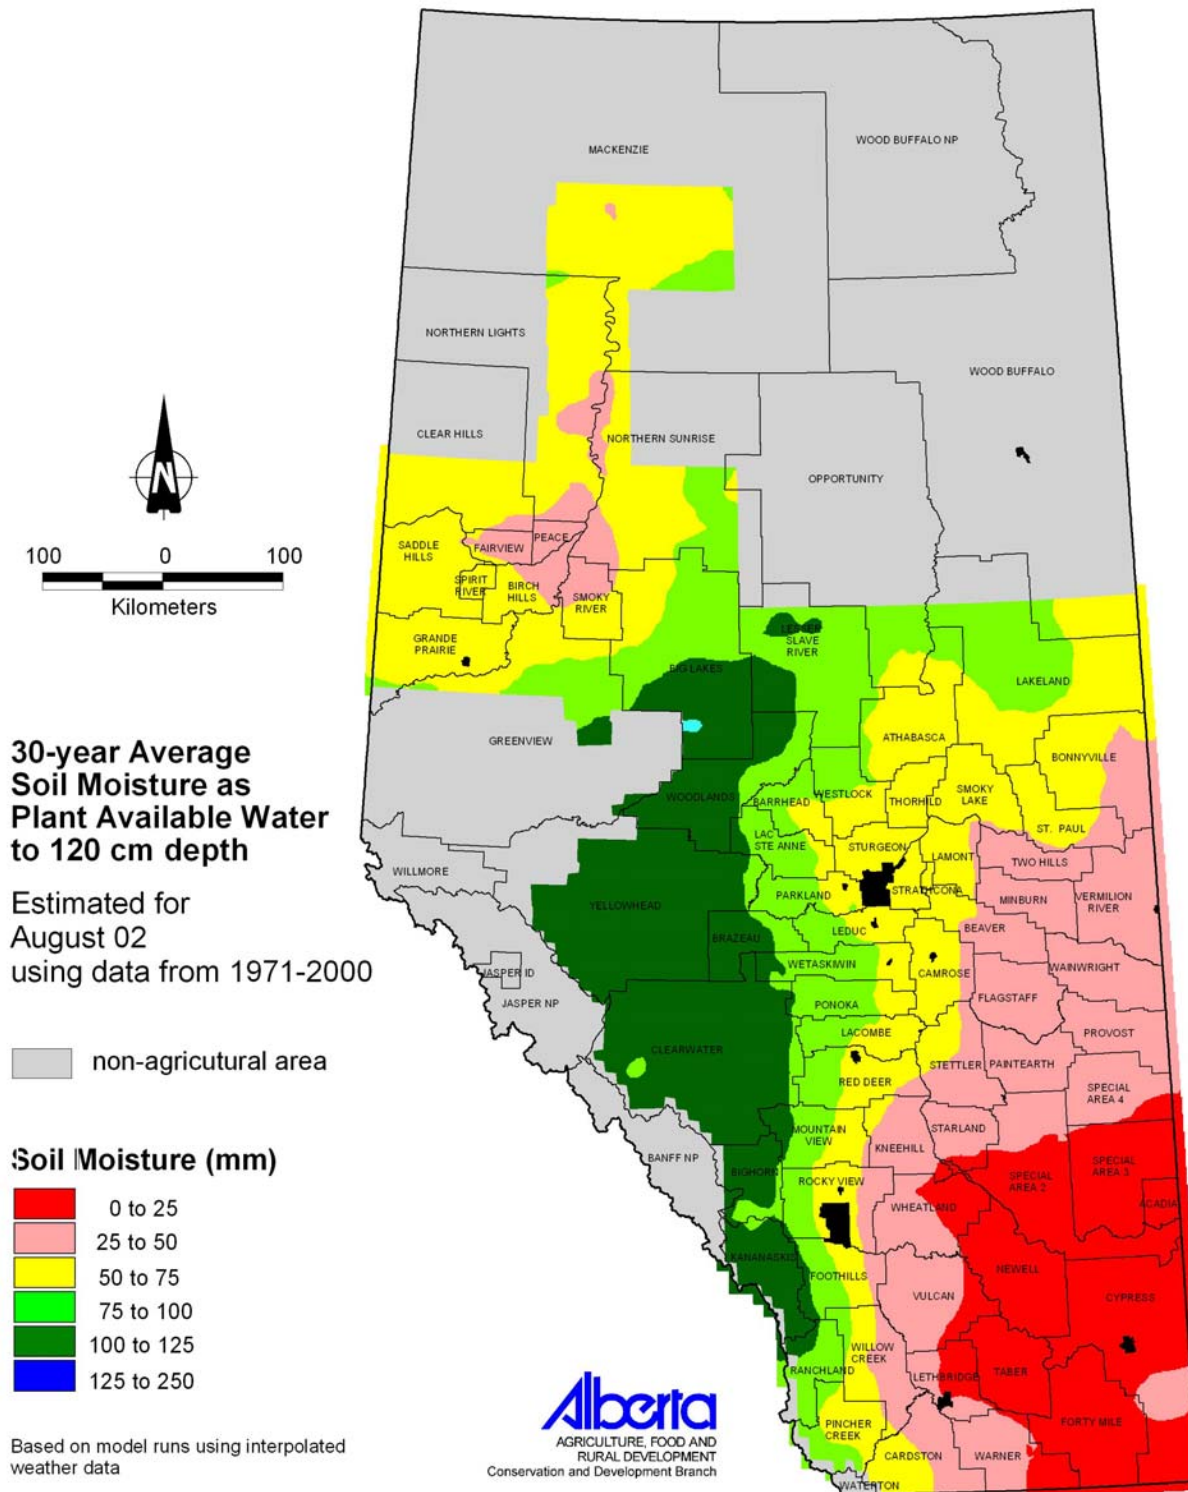 MACKENZIE
WOOD BUFFALO NP
NORTHERN LIGHTS
WOOD BUFFALO
CLEAR HILLS
NORTHERN SUNRISE
OPPORTUNITY
N
100 0 100
Kilometers
SADDLE
HILLS
FAIRVIEW
PEACE
SPIRIT
RIVER
BIRCH
HILLS
SMOKY
RIVER
GRANDE
PRAIRIE
LESSER
SLAVE
RIVER
BIG LAKES
LAKELAND
GREENVIEW
ATHABASCA
BONNYVILLE
WOODLANDS
BARRHEAD
WESTLOCK
THORHILD
SMOKY
LAKE
ST. PAUL
LAC
STE ANNE
STURGEON
LAMONT
TWO HILLS
WILLMORE
PARKLAND
STRATHCONA
MINBURN
VERMILION
RIVER
YELLOWHEAD
BRAZEAU
LEDUC
BEAVER
WETASKIWIN
CAMROSE
WAINWRIGHT
JASPER ID
JASPER NP
PONOKA
FLAGSTAFF
LACOMBE
PROVOST
CLEARWATER
STETTLER
PAINTEARTH
RED DEER
SPECIAL
AREA 4
MOUNTAIN
VIEW
STARLAND
KNEEHILL
BANFF NP
BIGHORN
ROCKY VIEW
SPECIAL
AREA 2
SPECIAL
AREA 3
WHEATLAND
ACADIA
KANANASKIS
FOOTHILLS
NEWELL
VULCAN
CYPRESS
WILLOW
CREEK
RANCHLAND
LETHBRIDGE
TABER
FORTY MILE
PINCHER
CREEK
CARDSTON
WARNER
WATERTON
30-year Average
Soil Moisture as
Plant Available Water
to 120 cm depth
Estimated for
August 02
using data from 1971-2000
non-agricutural area
Soil Moisture (mm)
0 to 25
25 to 50
50 to 75
75 to 100
100 to 125
125 to 250
Based on model runs using interpolated
weather data
Alberta
AGRICULTURE, FOOD AND
RURAL DEVELOPMENT
Conservation and Development Branch